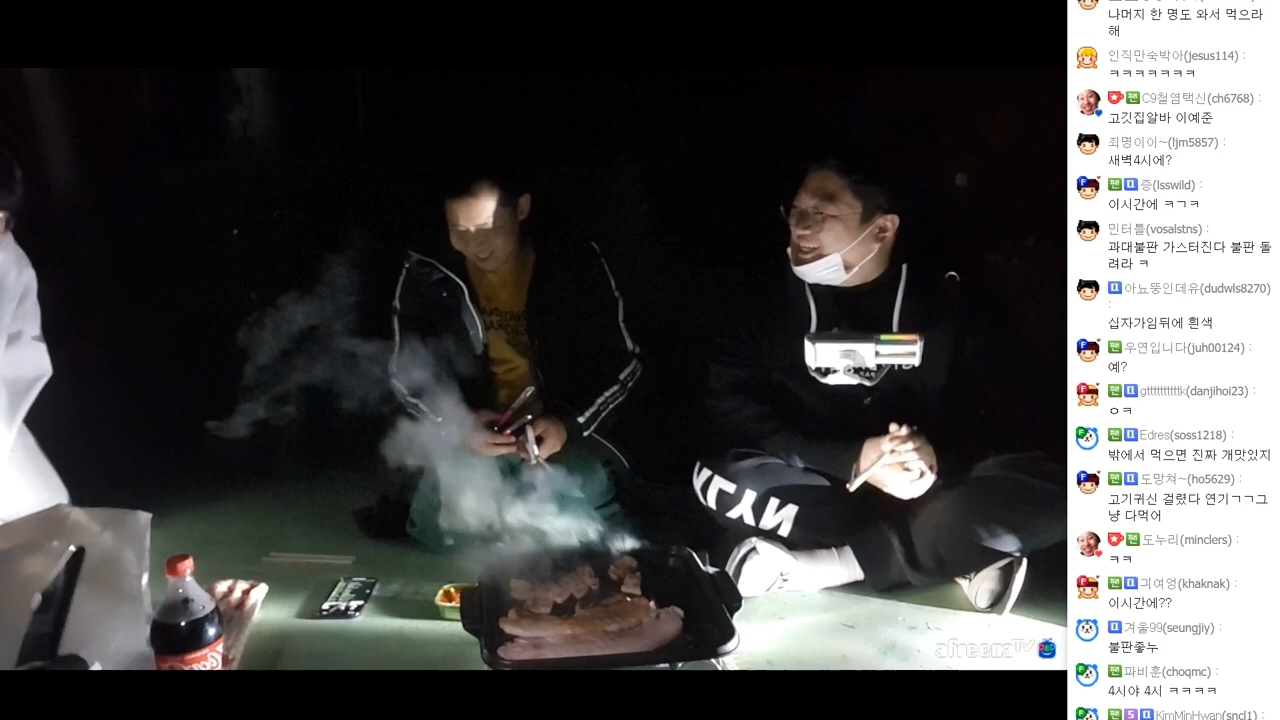 나머지 한 명도 와서 먹으라
해
인직만숙박아(jesus114) :
ㅋㅋㅋㅋㅋㅋㅋ
C9철염택신(ch6768) :
고깃집알바 이예준
죄명이이~(ljm5857) :
새벽4시에?
중(lsswild) :
이시간에 ㅋㄱㅋ
민터틀(vosalstns) :
과대불판 가스터진다 불판 돌
려라 ㅋ
아뇨뚱인데유(dudwls8270)
:
십자가임뒤에 흰색
우연입니다(juh00124) :
예?
gttttttttttk(danjihoi23) :
ㅇㅋ
Edres(soss1218) :
밖에서 먹으면 진짜 개맛있지
도망쳐~(ho5629) :
고기귀신 걸렸다 연기ㄱㄱ그
냥 다먹어
도누리(minclers) :
ㅋㅋ
긔여엉(khaknak) :
이시간에??
겨울99(seungjiy) :
불판좋누
파비훈(choqmc) :
4시야 4시 ㅋㅋㅋㅋ
KimMinHwan(sncl1) :
afreecaTV